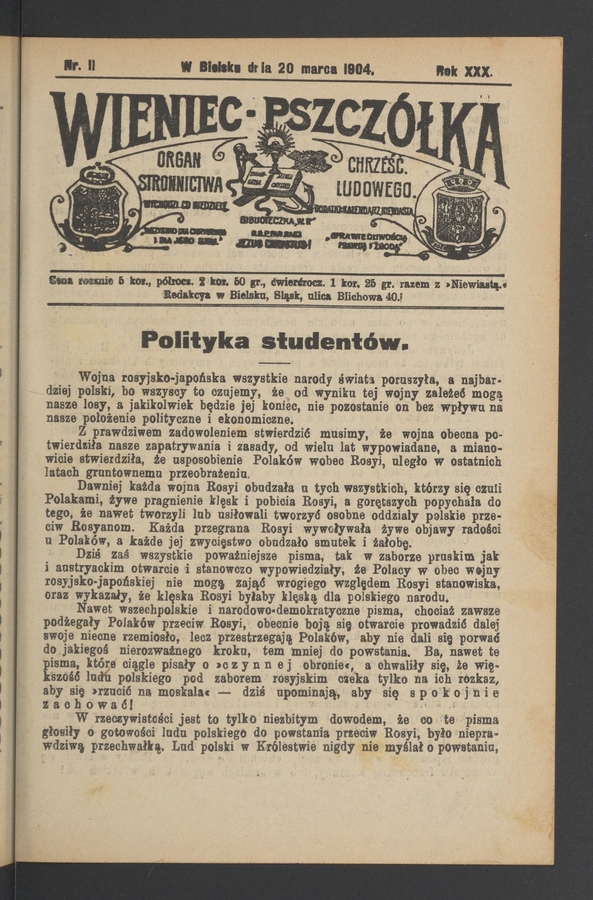 Nr. 11
W Bielsku dnia 20 marca 1904.
Rok XXX.
WIENIEC-PSZCZÓŁKA
ORGAN
STRONNICTWA
CHRZEŚĆ.
LUDOWEGO.
WYCHODZI CO NIEDZIELĘ
Cena rocznie 5 kor., półrocz. 2 kor. 50 gr., ćwierćrocz. 1 kor. 25 gr. razem z »Niewiastą.«
Redakcya w Bielsku, Sląsk, ulica Blichowa 40.
Polityka studentów.
Wojna rosyjsko-japońska wszystkie narody świata poruszyła, a najbar-
dziej polski, bo wszyscy to czujemy, że od wyniku tej wojny zależeć mogą
nasze losy, a jakikolwiek będzie jej koniec, nie pozostanie on bez wpływu na
nasze położenie polityczne i ekonomiczne.
Z prawdziwem zadowoleniem stwierdzić musimy, że wojna obecna po-
twierdziła nasze zapatrywania i zasady, od wielu lat wypowiadane, a miano-
wicie stwierdziła, że usposobienie Polaków wobec Rosyi, uległo w ostatnich
latach gruntownemu przeobrażeniu.
Dawniej każda wojna Rosyi obudzała u tych wszystkich, którzy się czuli
Polakami, żywe pragnienie klęsk i pobicia Rosyi, a gorętszych popychała do
tego, że nawet tworzyli lub usiłowali tworzyć osobne oddziały polskie prze-
ciw Rosyanom. Każda przegrana Rosyi wywoływała żywe objawy radości
u Polaków, a każde jej zwycięstwo obudzało smutek i żałobę.
Dziś zaś wszystkie poważniejsze pisma, tak w zaborze pruskim jak
i austryackim otwarcie i stanowczo wypowiedziały, że Polacy w obec wojny
rosyjsko-japońskiej nie mogą zająć wrogiego względem Rosyi stanowiska,
oraz wykazały, że klęska Rosyi byłaby klęską dla polskiego narodu.
Nawet wszechpolskie i narodowo-demokratyczne pisma, chociaż zawsze
podżegały Polaków przeciw Rosyi, obecnie boją się otwarcie prowadzić dalej
swoje niecne rzemiosło, lecz przestrzegają Polaków, aby nie dali się porwać
do jakiegoś nierozważnego kroku, tem mniej do powstania. Ba, nawet te
pisma, które ciągle pisały o »czynnej obronie«, a chwaliły się, że wię-
kszość ludu polskiego pod zaborem rosyjskim czeka tylko na ich rozkaz,
aby się »rzucić na moskala« — dziś upominają, aby się spokojnie
zachować!
W rzeczywistości jest to tylko niezbitym dowodem, że co te pisma
głosiły o gotowości ludu polskiego do powstania przeciw Rosyi, było niepra-
wdziwą przechwałką. Lud polski w Królestwie nigdy nie myślał o powstaniu,